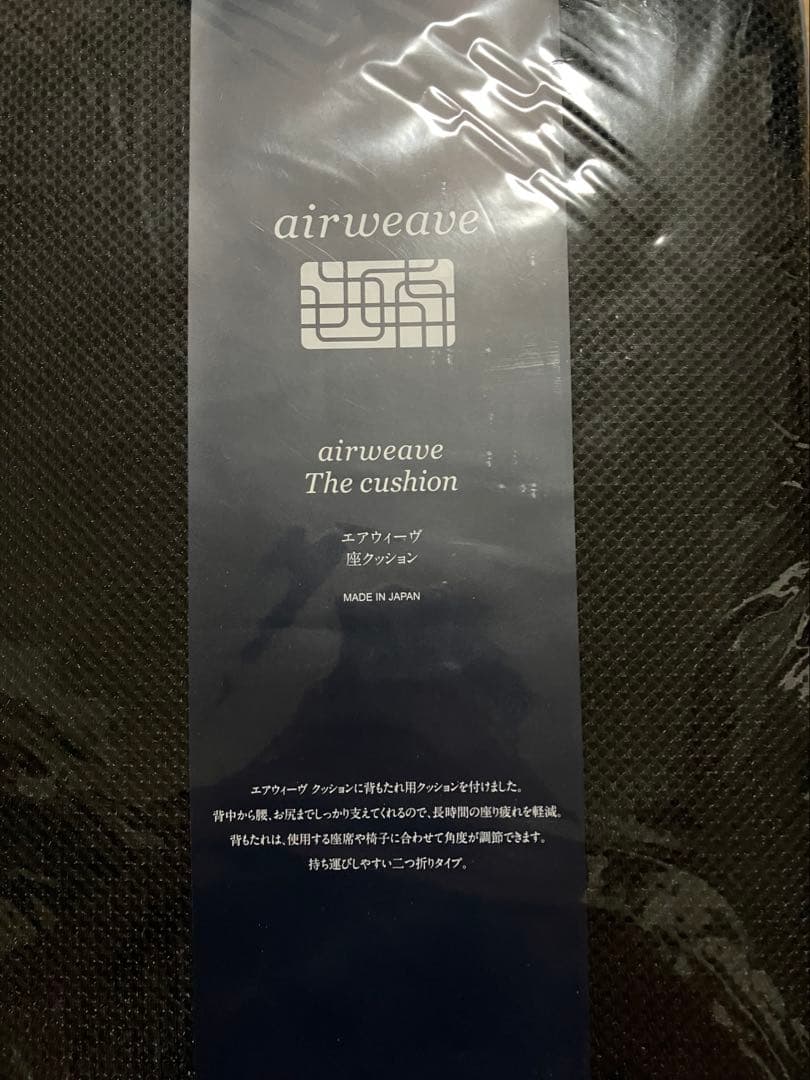 airweave
airweave
The cushion
エアウィーヴ
座クッション
MADE IN JAPAN
エアウィーヴ クッションに背もたれ用クッションを付けました。
背中から腰、お尻までしっかり支えてくれるので、長時間の座り疲れを軽減。
背もたれは、使用する座席や椅子に合わせて角度が調節できます。
持ち運びしやすい二つ折りタイプ。